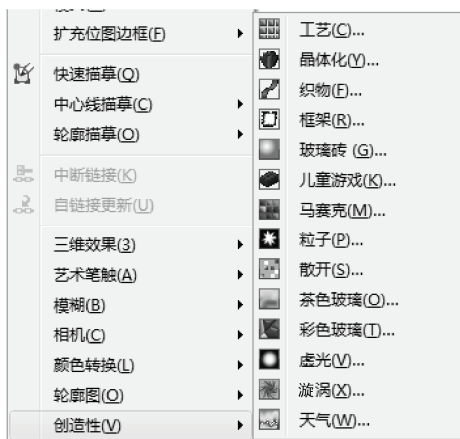 扩充位图边框(F)
快速描摹(Q)
中心线描摹(C)
轮廓描摹(O)
中断链接(K)
自链接更新(U)
三维效果(3)
艺术笔触(A)
模糊(B)
相机(C)
颜色转换(L)
轮廓图(O)
创造性(V)
工艺(C)...
晶体化(Y)...
织物(F)...
框架(R)...
玻璃砖 (G)...
儿童游戏(K)...
马赛克(M)...
粒子(P)...
散开(S)...
茶色玻璃(O)...
彩色玻璃(T)...
虚光(V)...
漩涡(X)...
天气(W)...